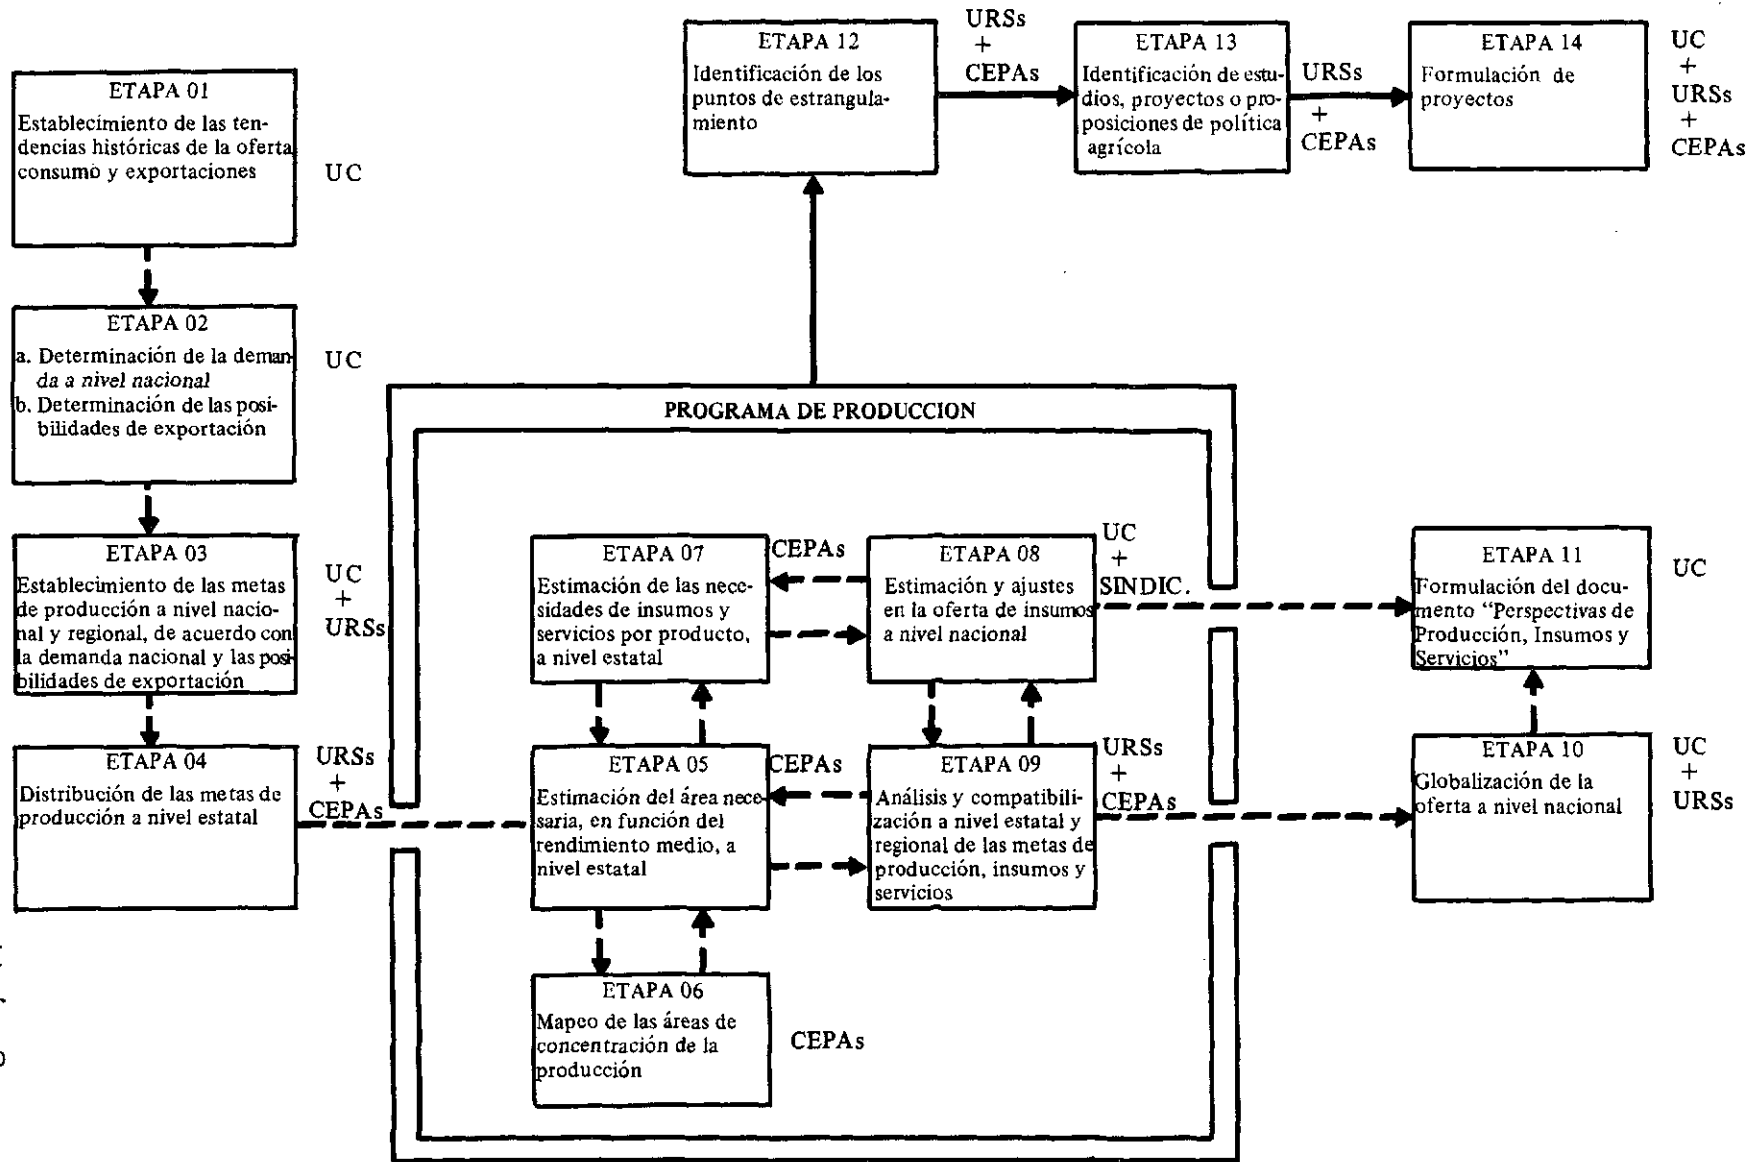 ETAPA 01
Establecimiento de las ten-
dencias históricas de la oferta
consumo y exportaciones
UC
ETAPA 02
a. Determinación de la deman-
da a nivel nacional
b. Determinación de las posi-
bilidades de exportación
UC
ETAPA 03
Establecimiento de las metas
de producción a nivel nacio-
nal y regional, de acuerdo con
la demanda nacional y las posi-
bilidades de exportación
UC
+
URSs
ETAPA 04
Distribución de las metas de
producción a nivel estatal
URSs
+
CEPAs
PROGRAMA DE PRODUCCION
ETAPA 07
Estimación de las nece-
sidades de insumos y
servicios por producto,
a nivel estatal
CEPAs
ETAPA 08
Estimación y ajustes
en la oferta de insumos
a nivel nacional
UC
+
SINDIC.
ETAPA 05
Estimación del área nece-
saria, en función del
rendimiento medio, a
nivel estatal
CEPAs
ETAPA 09
Análisis y compatibili-
zación a nivel estatal y
regional de las metas de
producción, insumos y
servicios
URSs
+
CEPAs
ETAPA 06
Mapeo de las áreas de
concentración de la
producción
CEPAs
ETAPA 12
Identificación de los
puntos de estrangula-
miento
URSs
+
CEPAs
ETAPA 13
Identificación de estu-
dios, proyectos o pro-
posiciones de política
agrícola
URSs
+
CEPAs
ETAPA 14
Formulación de
proyectos
UC
+
URSs
+
CEPAs
ETAPA 11
Formulación del docu-
mento “Perspectivas de
Producción, Insumos y
Servicios”
UC
ETAPA 10
Globalización de la
oferta a nivel nacional
UC
+
URSs